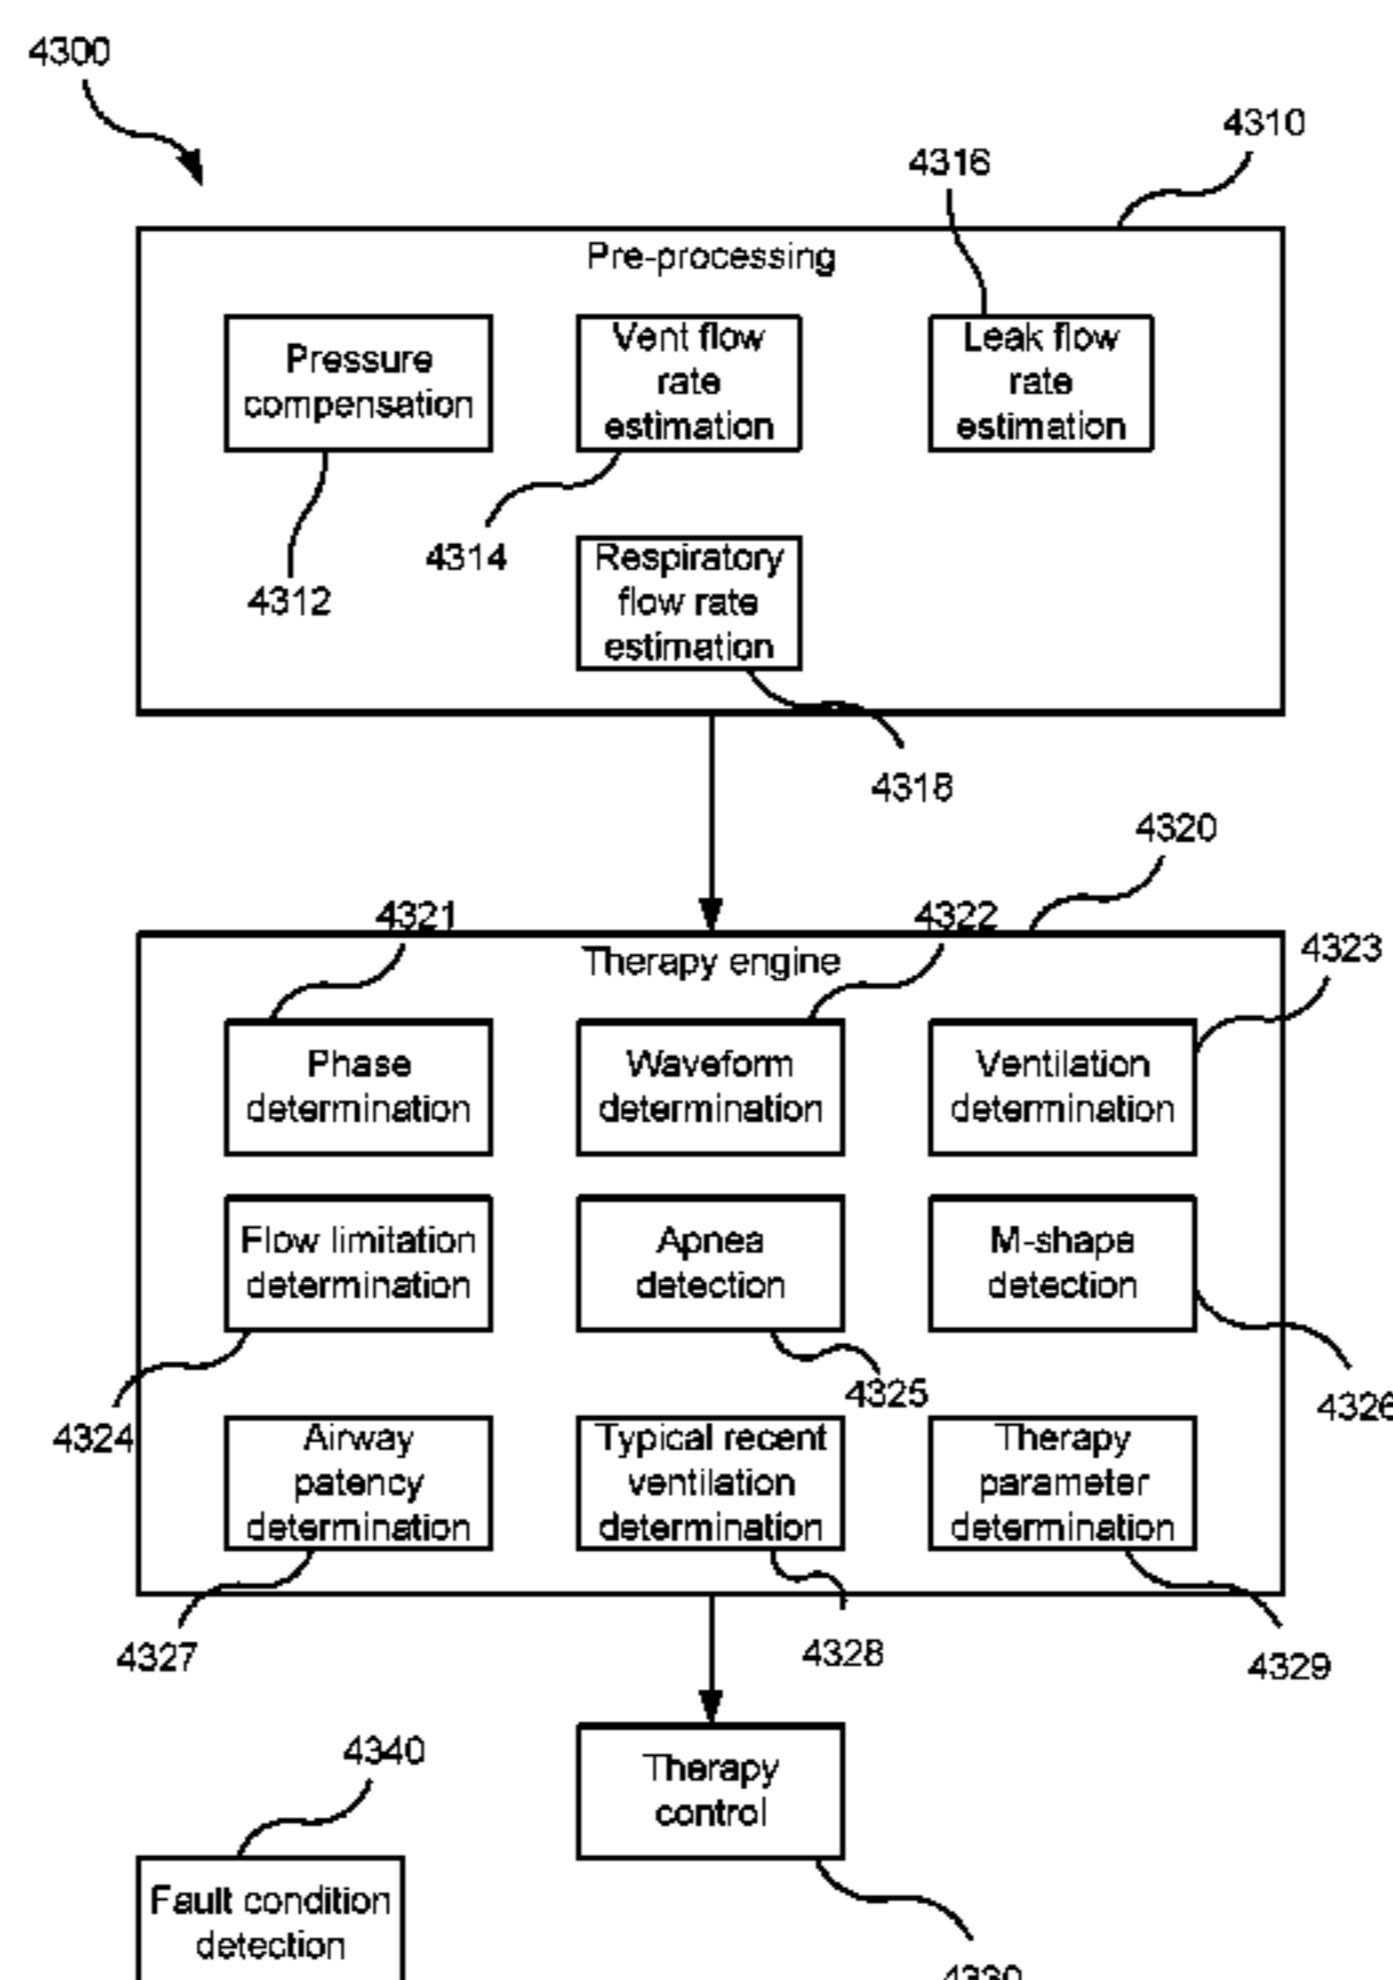 4300
4310
4316
Pre-processing
Pressure
compensation
Vent flow
rate
estimation
Leak flow
rate
estimation
4314
4312
Respiratory
flow rate
estimation
4318
4320
4321
4322
4323
Therapy engine
Phase
determination
Waveform
determination
Ventilation
determination
Flow limitation
determination
Apnea
detection
M-shape
detection
4324
4325
4326
Airway
patency
determination
Typical recent
ventilation
determination
Therapy
parameter
determination
4327
4328
4329
4340
Therapy
control
Fault condition
detection
4330